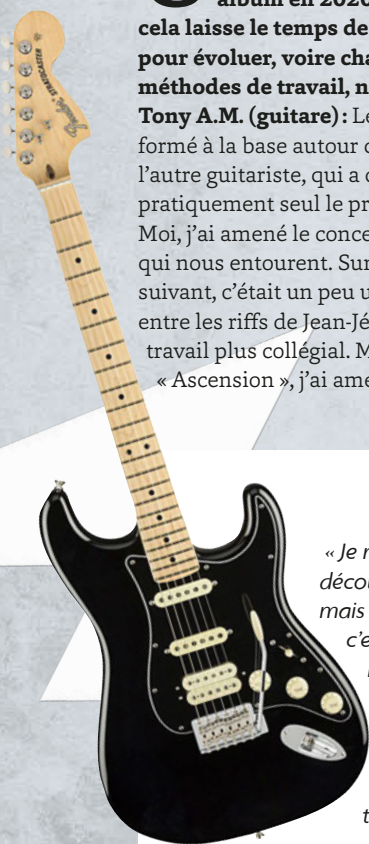 album en 2020
cela laisse le temps de
pour évoluer, voire cha
méthodes de travail, n
Tony A.M. (guitare) : Le
formé à la base autour d
l'autre guitariste, qui a c
pratiquement seul le pr
Moi, j'ai amené le conce
qui nous entourent. Sur
suivant, c'était un peu u
entre les riffs de Jean-Jé
travail plus collégial. M
« Ascension », j'ai ame
« Je n
décou
mais
c'e
t
Fender STRATOCASTER